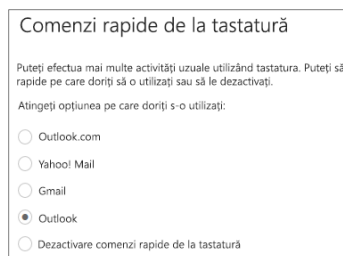 Comenzi rapide de la tastatură
Puteți efectua mai multe activități uzuale utilizând tastatura. Puteți să
rapide pe care doriți să o utilizați sau să le dezactivați.
Atingeți opțiunea pe care doriți s-o utilizați:
Outlook.com
Yahoo! Mail
Gmail
Outlook
Dezactivare comenzi rapide de la tastatură